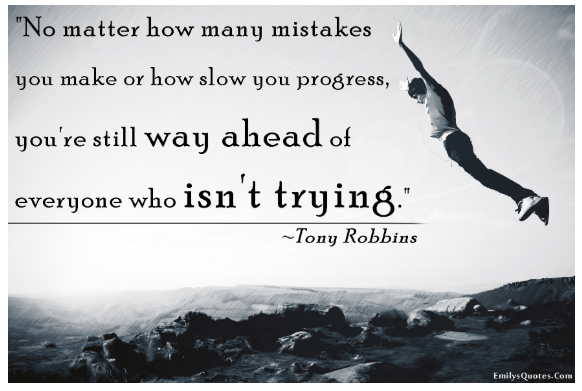 "No matter how many mistakes
you make or how slow you progress,
you're still way ahead of
everyone who isn't trying."
~Tony Robbins
EmilysQuotes.Com